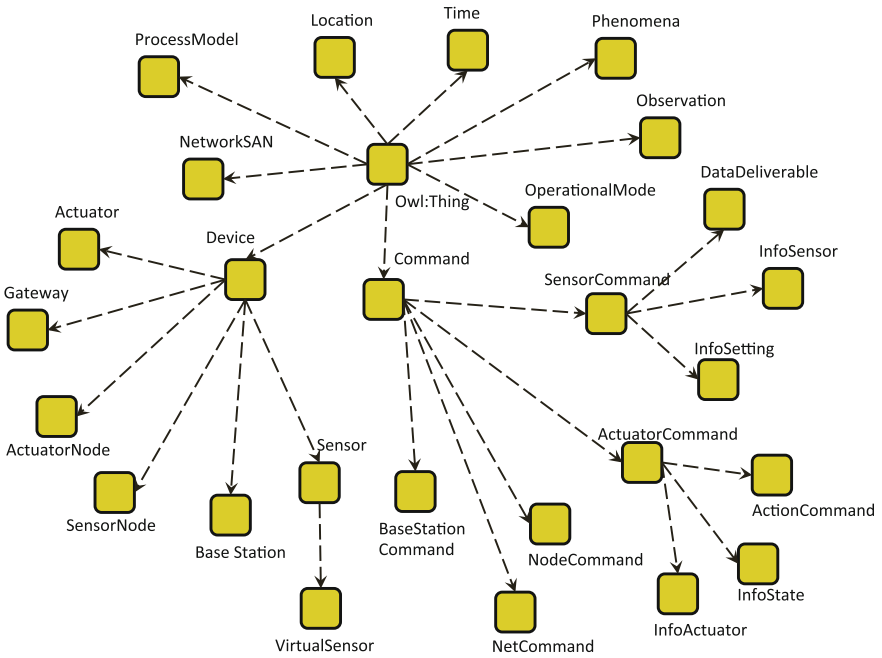 Time
Location
Phenomena
ProcessModel
Observation
NetworkSAN
DataDeliverable
OperationalMode
Owl:Thing
Actuator
Device
InfoSensor
Command
SensorCommand
Gateway
InfoSetting
ActuatorCommand
Sensor
ActuatorNode
ActionCommand
SensorNode
BaseStation
Command
Base Station
NodeCommand
InfoState
InfoActuator
VirtualSensor
NetCommand